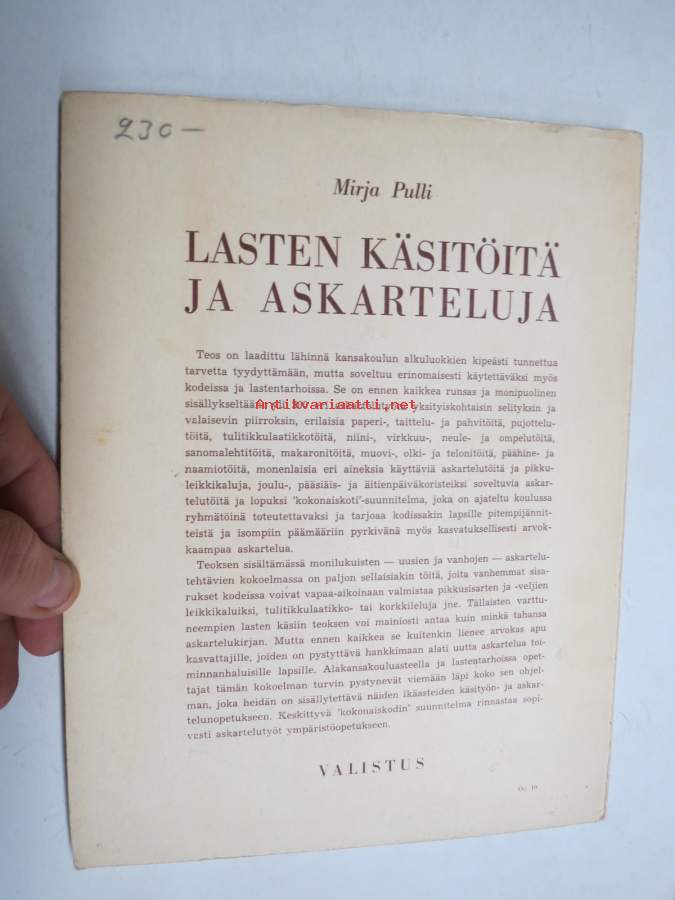 230 —
Mirja Pulli
LASTEN KÄSITÖITÄ
JA ASKARTELUJA
Teos on laadittu lähinnä kansakoulun alkuluokkien kipeästi tunnettua
tarvetta tyydyttämään, mutta soveltuu erinomaisesti käytettäväksi myös
kodeissa ja lastentarhoissa. Se on ennen kaikkea runsas ja monipuolinen
sisällykseltään yksityiskohtaisin selityksin ja
Antikvariaatti.net
valaisevin piirroksin, erilaisia paperi-, taittelu- ja pahvitöitä, pujottelu-
töitä, tulitikkulaatikkotöitä, niini-, virkkuu-, neule- ja ompelutöitä,
sanomalehtitöitä, makaronitöitä, muovi-, olki- ja telonitöitä, päähine- ja
naamiotöitä, monenlaisia eri aineksia käyttäviä askartelutöitä ja pikku-
leikkikaluja, joulu-, pääsiäis- ja äitienpäiväkoristeiksi soveltuvia askar-
telutöitä ja lopuksi 'kokonaiskoti'-suunnitelma, joka on ajateltu koulussa
ryhmätöinä toteutettavaksi ja tarjoaa kodissakin lapsille pitempijännit-
teistä ja isompiin päämääriin pyrkivänä myös kasvatuksellisesti arvok-
kaampaa askartelua.
Teoksen sisältämässä monilukuisten — uusien ja vanhojen — askartelu-
tehtävien kokoelmassa on paljon sellaisiakin töitä, joita vanhemmat sisa-
rukset kodeissa voivat vapaa-aikoinaan valmistaa pikkusisarten ja -veljien
leikkikaluiksi, tulitikkulaatikko- tai korkkileluja jne. Tällaisten varttu-
neempien lasten käsiin teoksen voi mainiosti antaa kuin minkä tahansa
askartelukirjan. Mutta ennen kaikkea se kuitenkin lienee arvokas apu
kasvattajille, joiden on pystyttävä hankkimaan alati uutta askartelua toi-
minnanhaluisille lapsille. Alakansakouluasteella ja lastentarhoissa opet-
tajat tämän kokoelman turvin pystynevät viemään läpi koko sen ohjel-
man, joka heidän on sisällytettävä näiden ikäasteiden käsityön- ja askar-
telunopetukseen. Keskittyvä 'kokonaiskodin' suunnitelma rinnastaa sopi-
vasti askartelutyöt ympäristöopetukseen.
VALISTUS